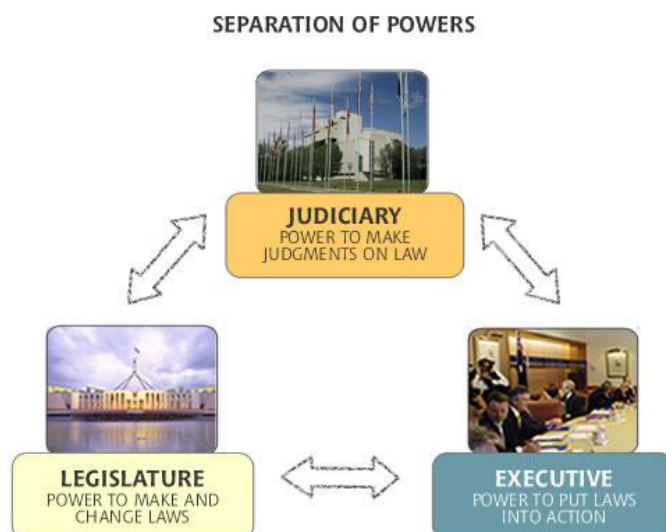 SEPARATION OF POWERS
JUDICIARY
POWER TO MAKE
JUDGMENTS ON LAW
LEGISLATURE
POWER TO MAKE AND
CHANGE LAWS
EXECUTIVE
POWER TO PUT LAWS
INTO ACTION